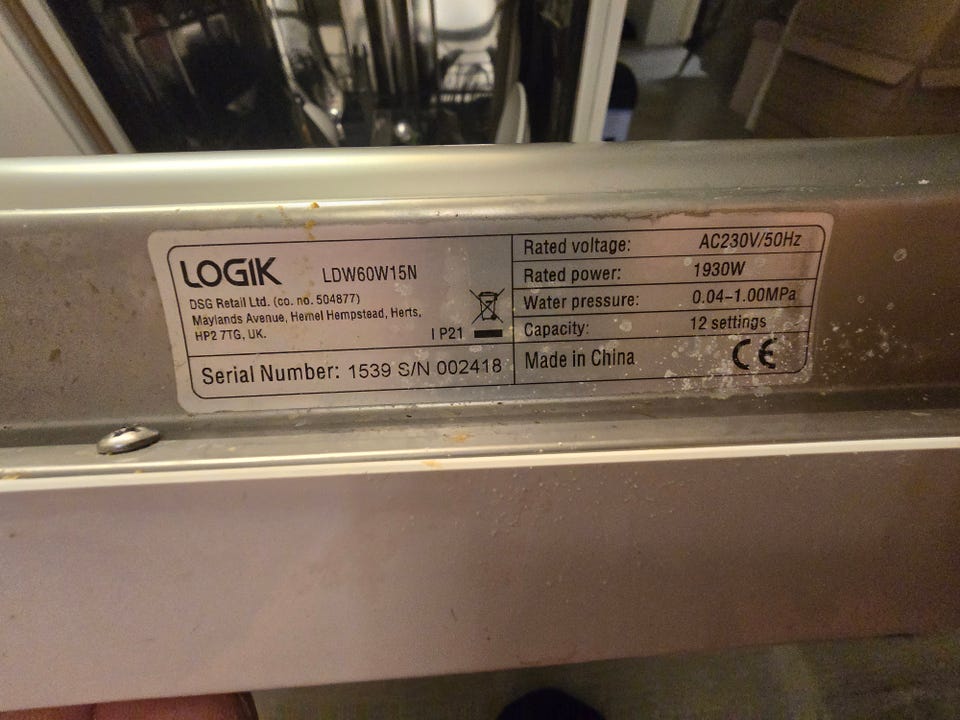 LOGIK LDW60W15N
DSG Retail Ltd. (co. no. 504877)
Maylands Avenue, Hemel Hempstead, Herts,
HP2 7TG, UK.
IP21
Serial Number: 1539 S/N 002418
Rated voltage: AC230V/50Hz
Rated power: 1930W
Water pressure: 0.04-1.00MPa
Capacity: 12 settings
Made in China CE